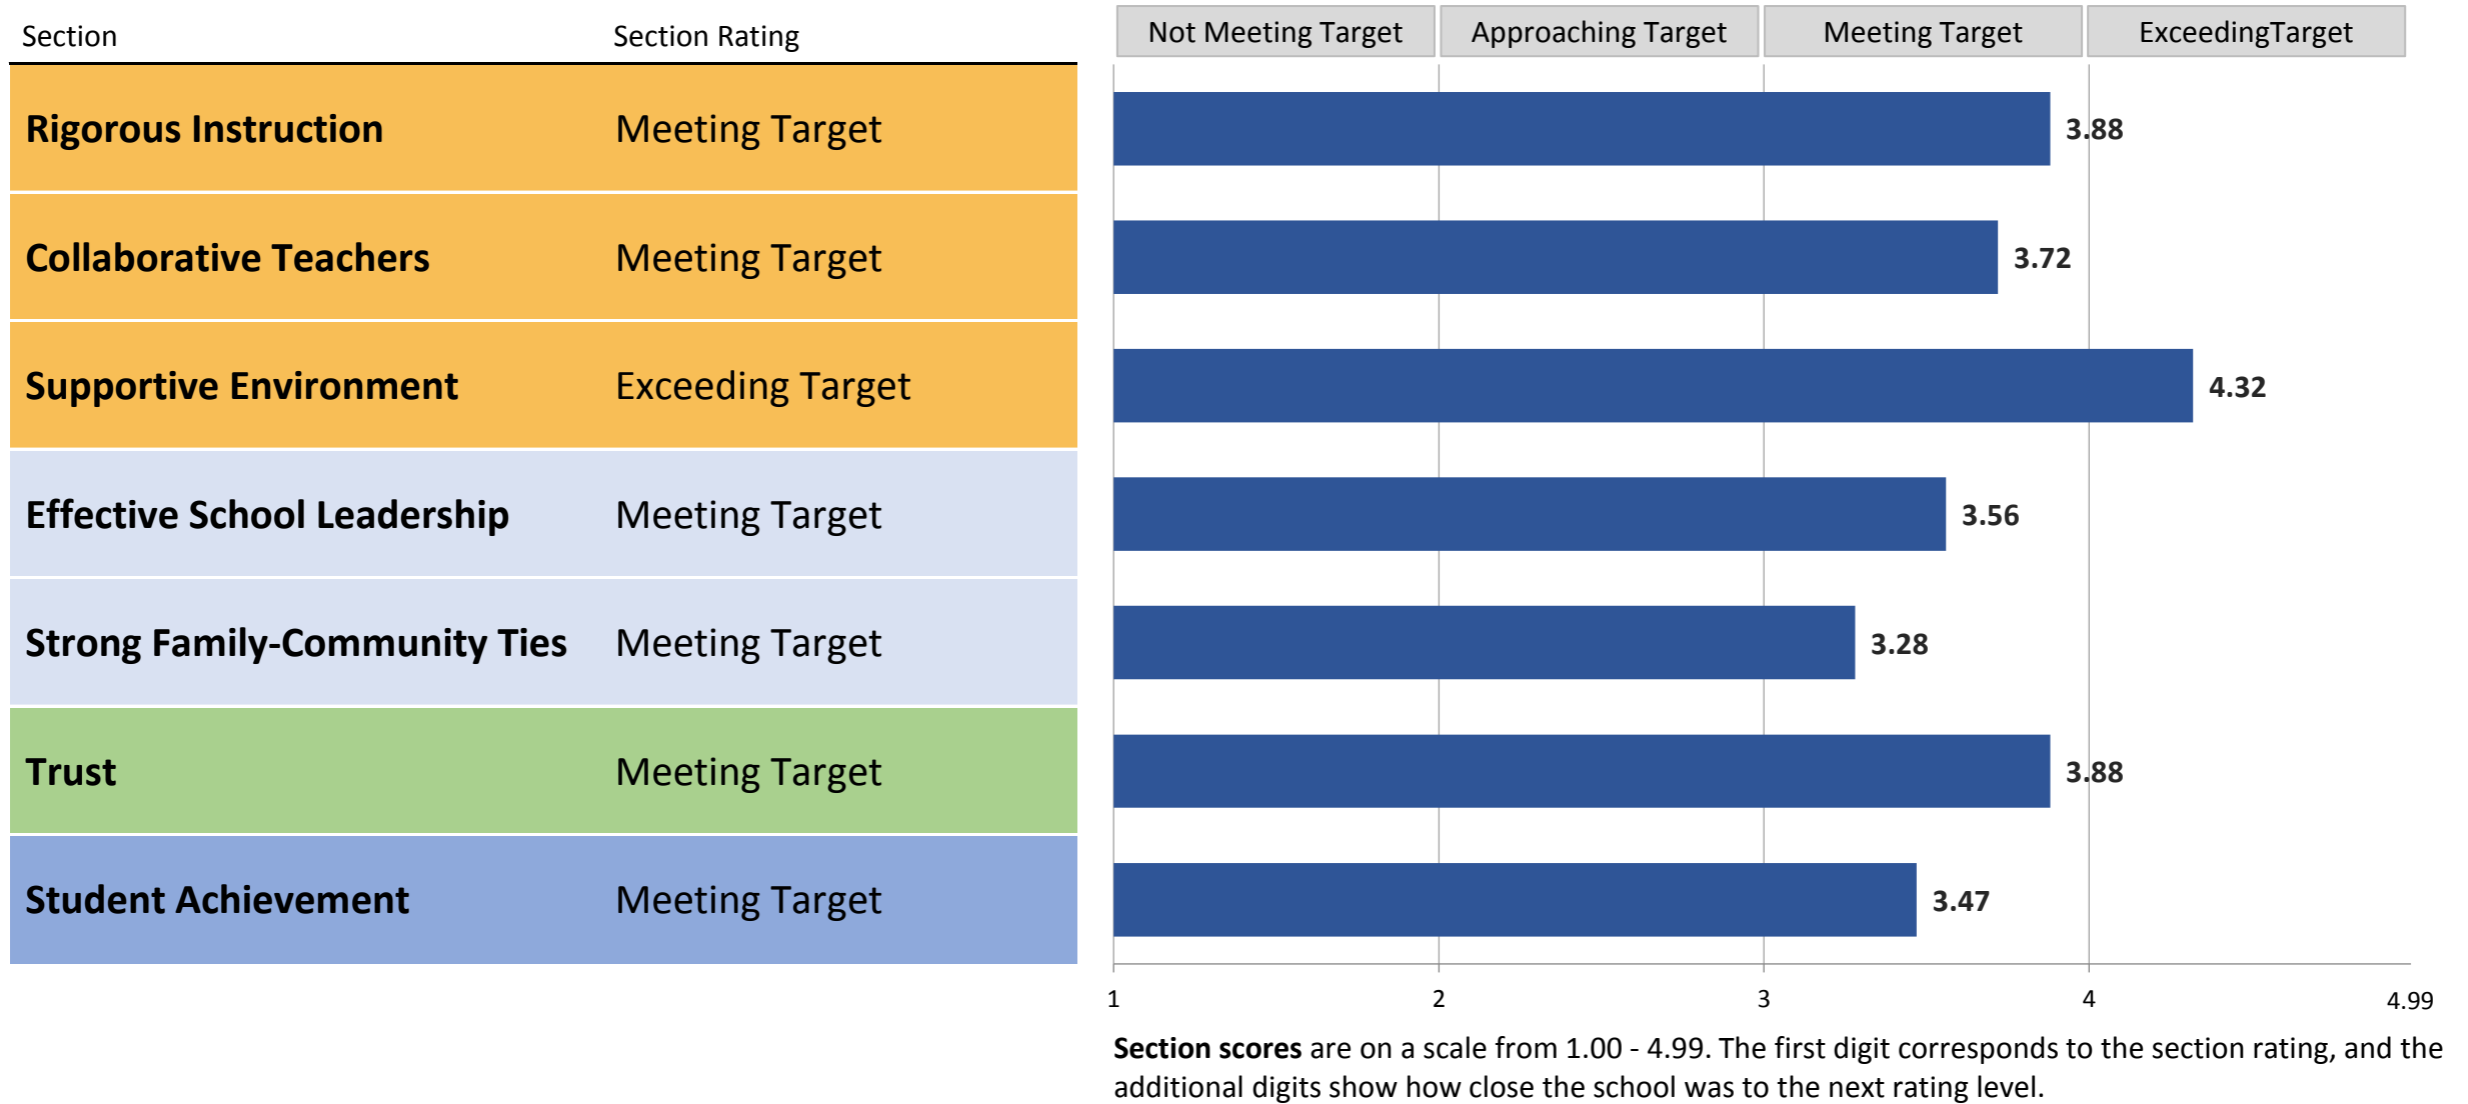 Section Section Rating Not Meeting Target Approaching Target Meeting Target ExceedingTarget
Rigorous Instruction Meeting Target 3.88
Collaborative Teachers Meeting Target 3.72
Supportive Environment Exceeding Target 4.32
Effective School Leadership Meeting Target 3.56
Strong Family-Community Ties Meeting Target 3.28
Trust Meeting Target 3.88
Student Achievement Meeting Target 3.47
1 2 3 4 4.99
Section scores are on a scale from 1.00 - 4.99. The first digit corresponds to the section rating, and the
additional digits show how close the school was to the next rating level.